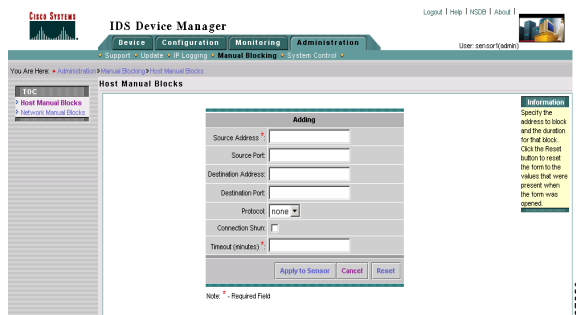 Cisco Systems
IDS Device Manager
Logout | Help | NSDB | About |
Device Configuration Monitoring Administration
User: sensor1(admin)
Support Update IP Logging Manual Blocking System Control
You Are Here: Administration > Manual Blocking > Host Manual Blocks
TOC
Host Manual Blocks
Network Manual Blocks
Host Manual Blocks
Adding
Source Address *:
Source Port:
Destination Address:
Destination Port:
Protocol: none
Connection Shun:
Timeout (minutes) *:
Apply to Sensor Cancel Reset
Note: * - Required Field
Information
Specify the
address to block
and the duration
for that block.
Click the Reset
button to reset
the form to the
values that were
present when
the form was
opened.